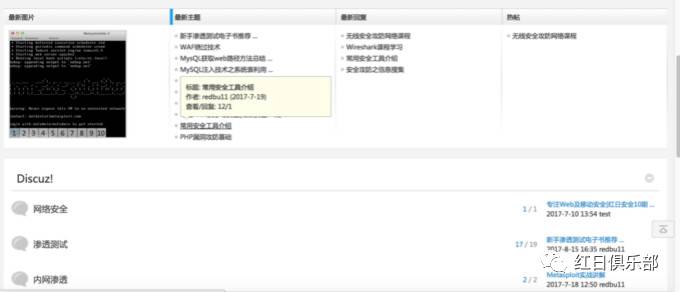 最新图片
最新主题
最新回复
热帖
新手渗透测试电子书推荐 ...
WAF绕过技术
MySQL获取web路径方法总结 ...
MySQL注入技术之系统表利用 ...
标题: 常用安全工具介绍
作者: redbu11 (2017-7-19)
查看/回复: 12/1
常用安全工具介绍
PHP漏洞攻防基础
无线安全攻防网络课程
Wireshark课程学习
常用安全工具介绍
安全攻防之信息搜集
无线安全攻防网络课程
1 2 3 4 5 6 7 8 9 10
Discuz!
网络安全
1 / 1
专注Web及移动安全[红日安全10期 ...
2017-7-10 13:54 test
渗透测试
17 / 19
新手渗透测试电子书推荐 ...
2017-8-15 16:35 redbu11
内网渗透
2 / 2
Metasploit实战讲解
2017-7-18 12:50 redbu11
红日俱乐部